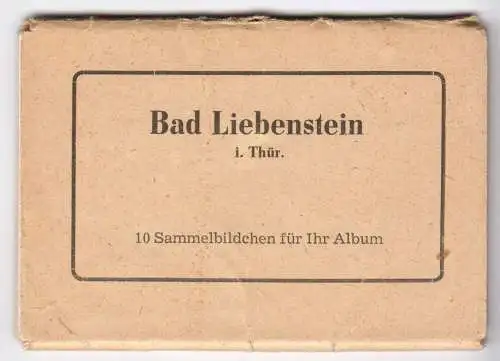 Bad Liebenstein
i. Thür.
10 Sammelbildchen für Ihr Album